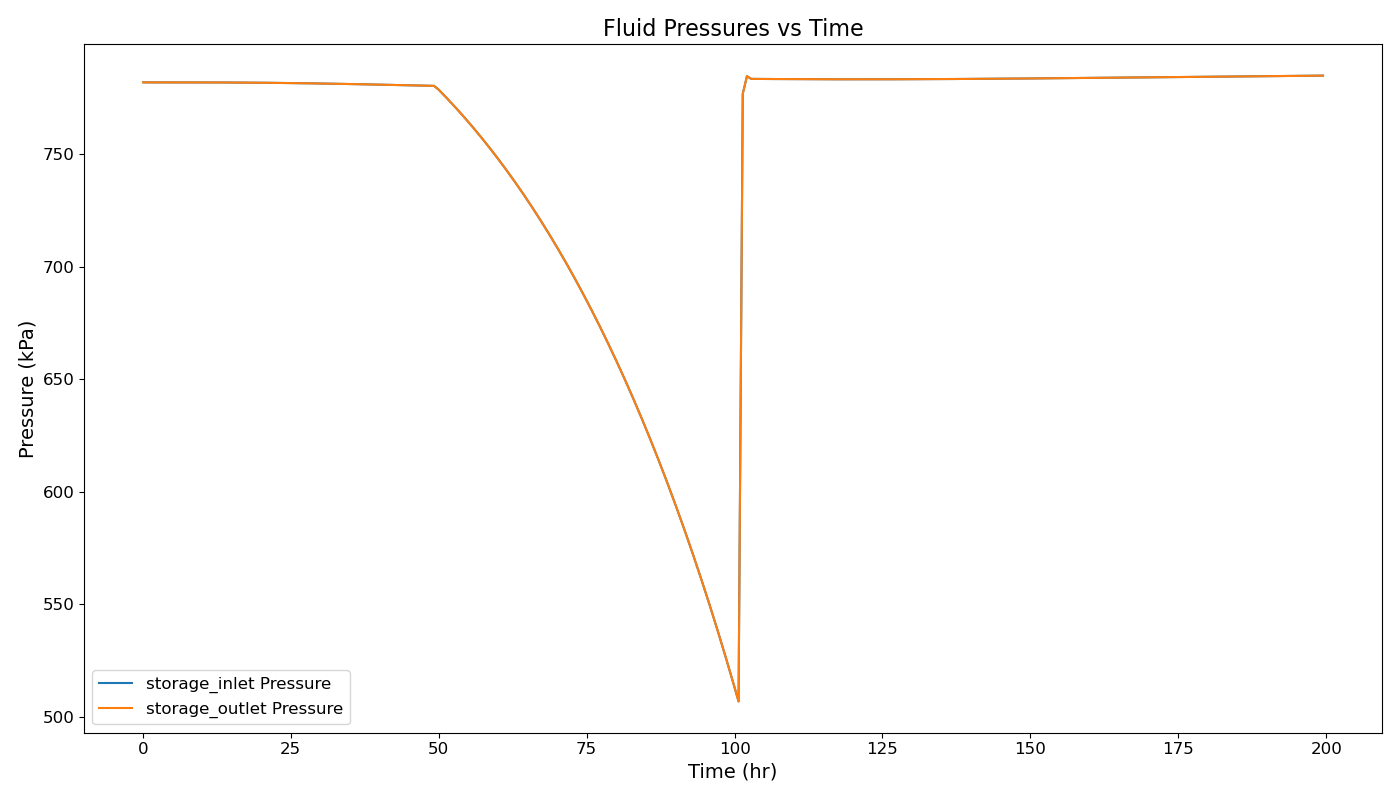 Fluid Pressures vs Time
Pressure (kPa)
750
700
650
600
550
500
storage_inlet Pressure
storage_outlet Pressure
0 25 50 75 100 125 150 175 200
Time (hr)